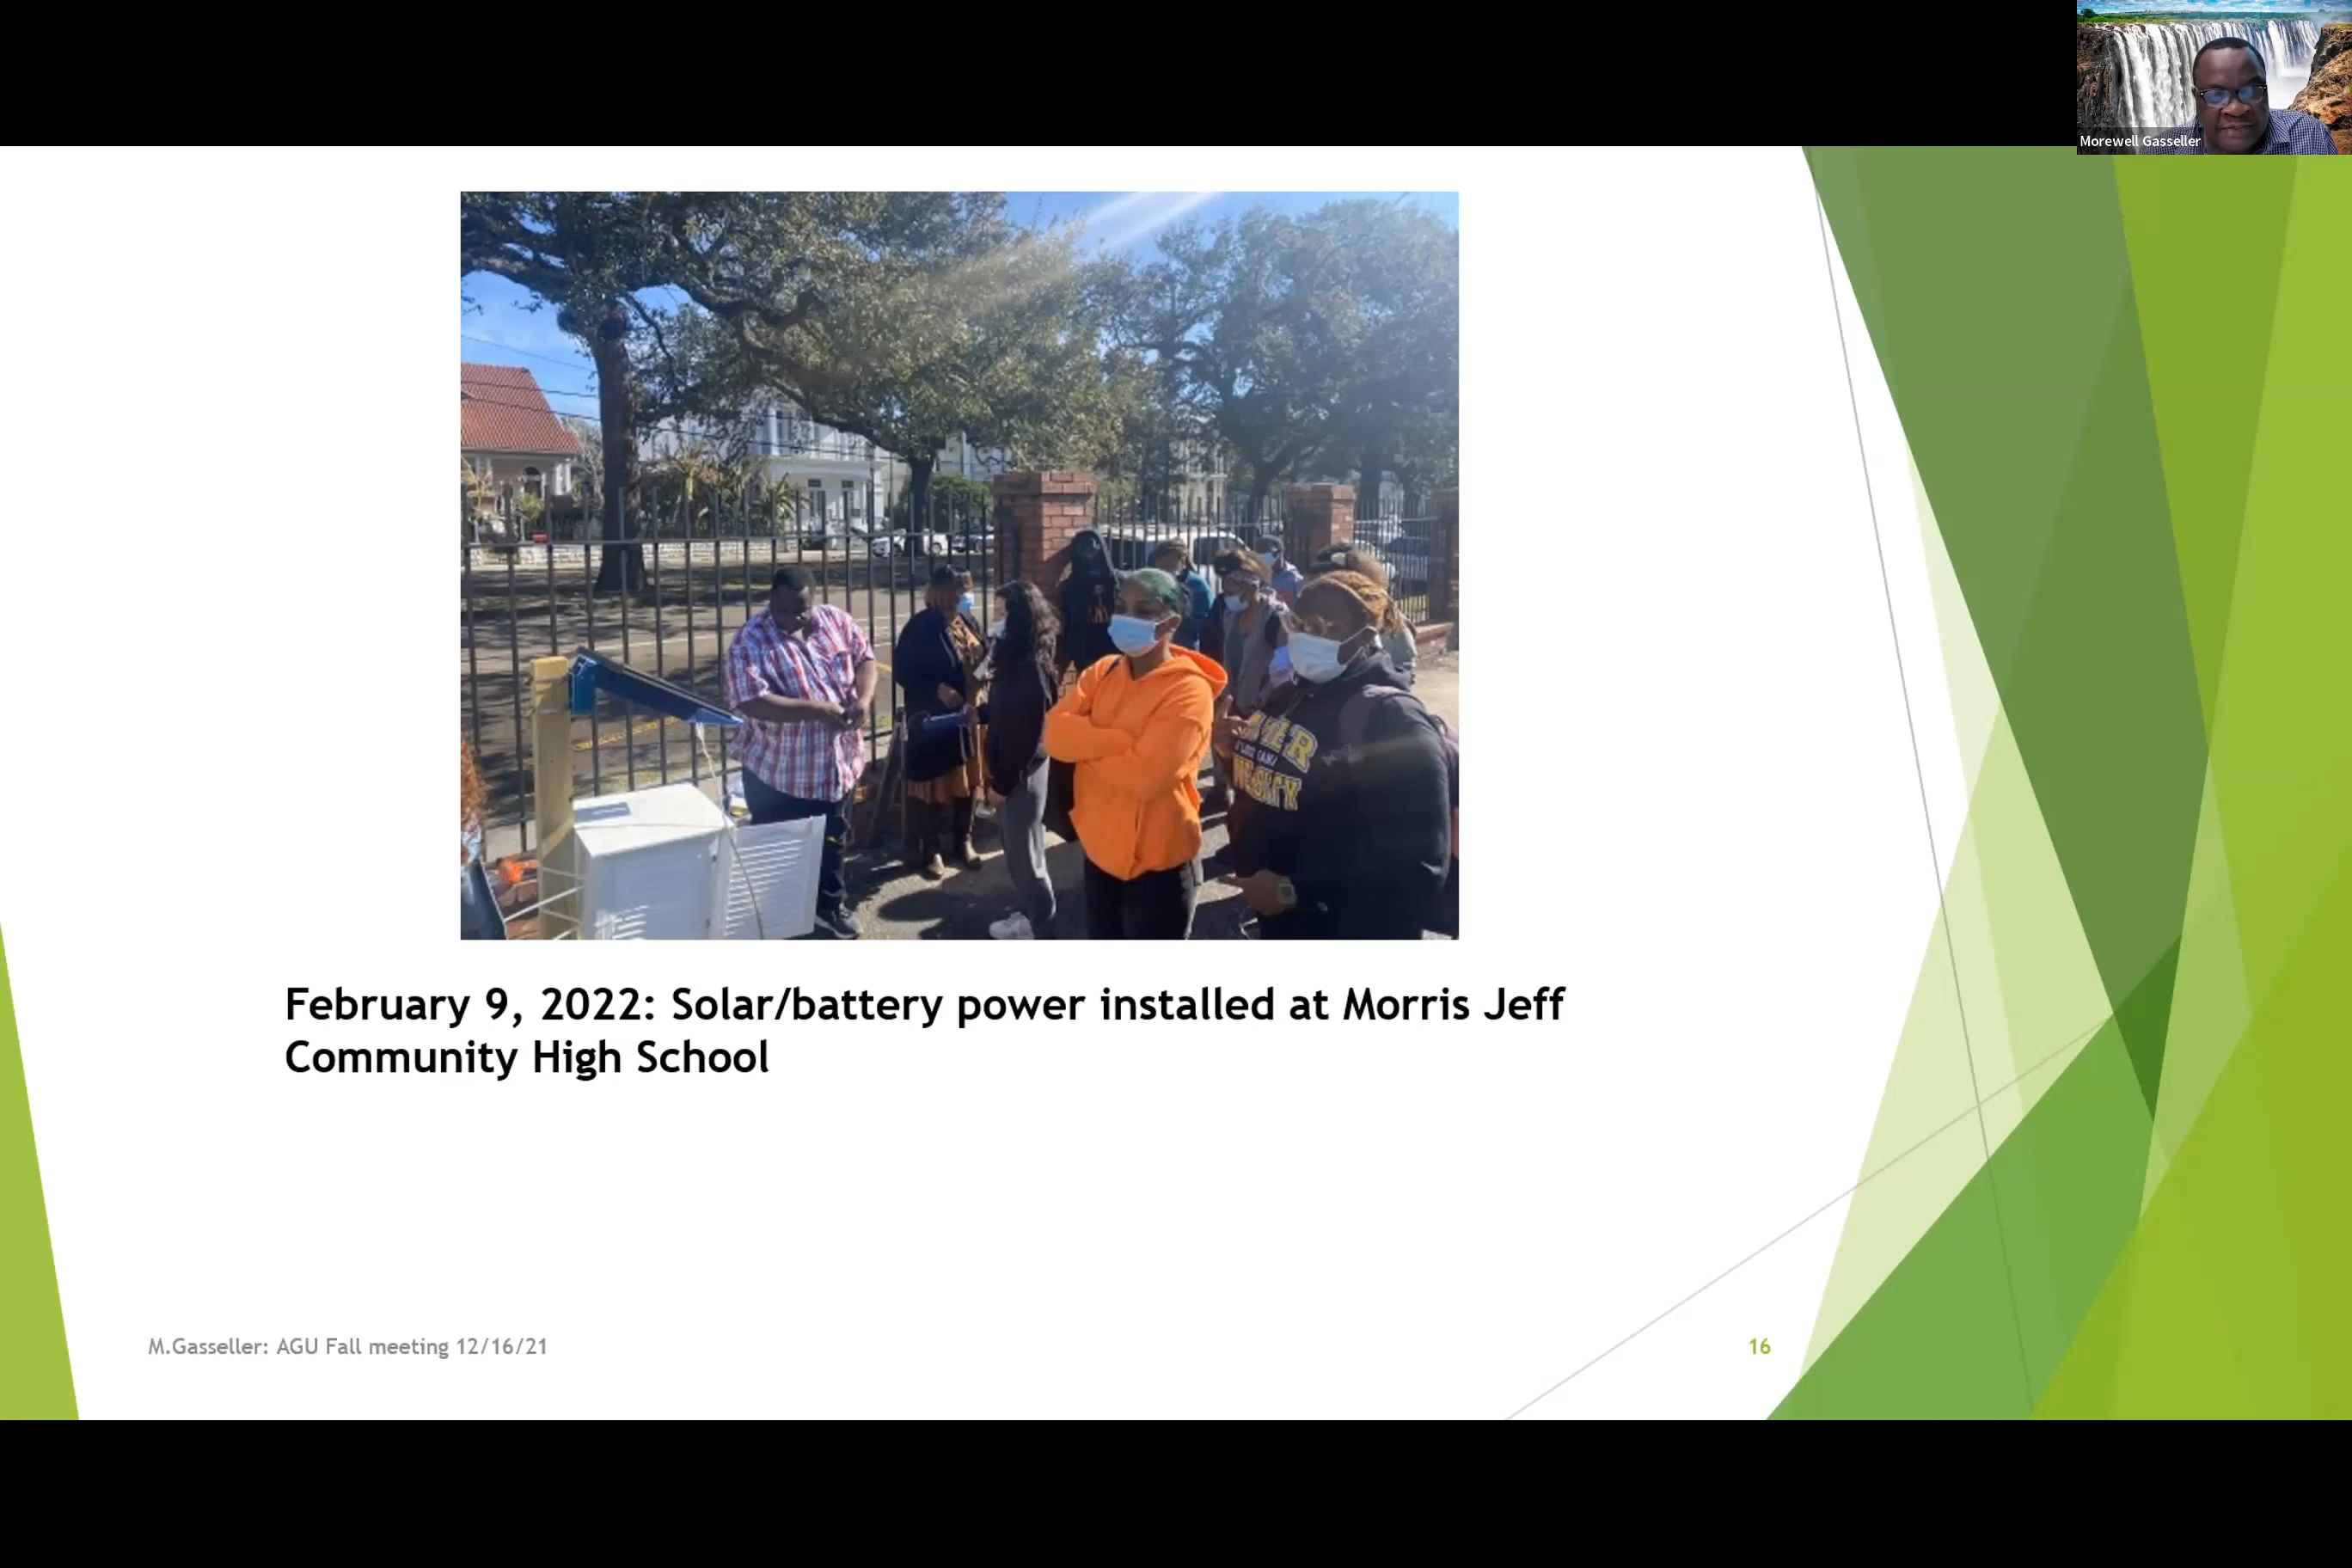 Morewell Gasseller
February 9, 2022: Solar/battery power installed at Morris Jeff
Community High School
M.Gasseller: AGU Fall meeting 12/16/21
16